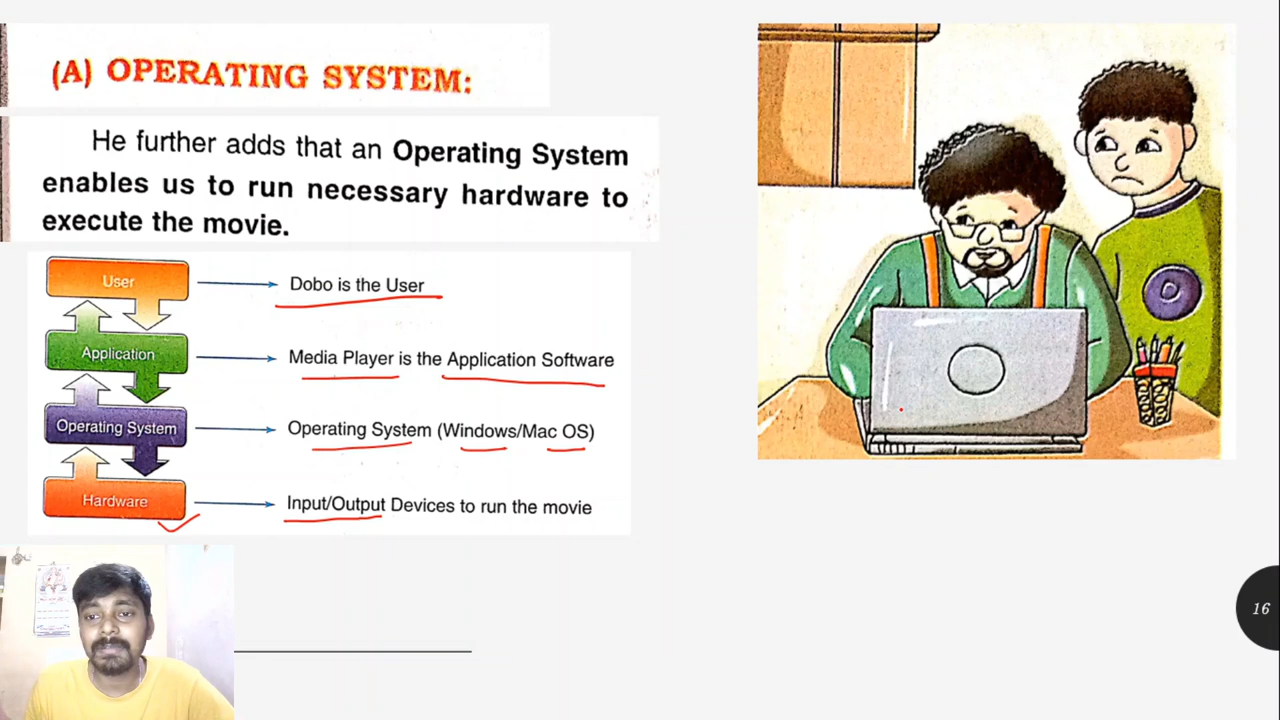 (A) OPERATING SYSTEM:
He further adds that an Operating System
enables us to run necessary hardware to
execute the movie.
User
Dobo is the User
Application
Media Player is the Application Software
Operating System
Operating System (Windows/Mac OS)
Hardware
Input/Output Devices to run the movie
16